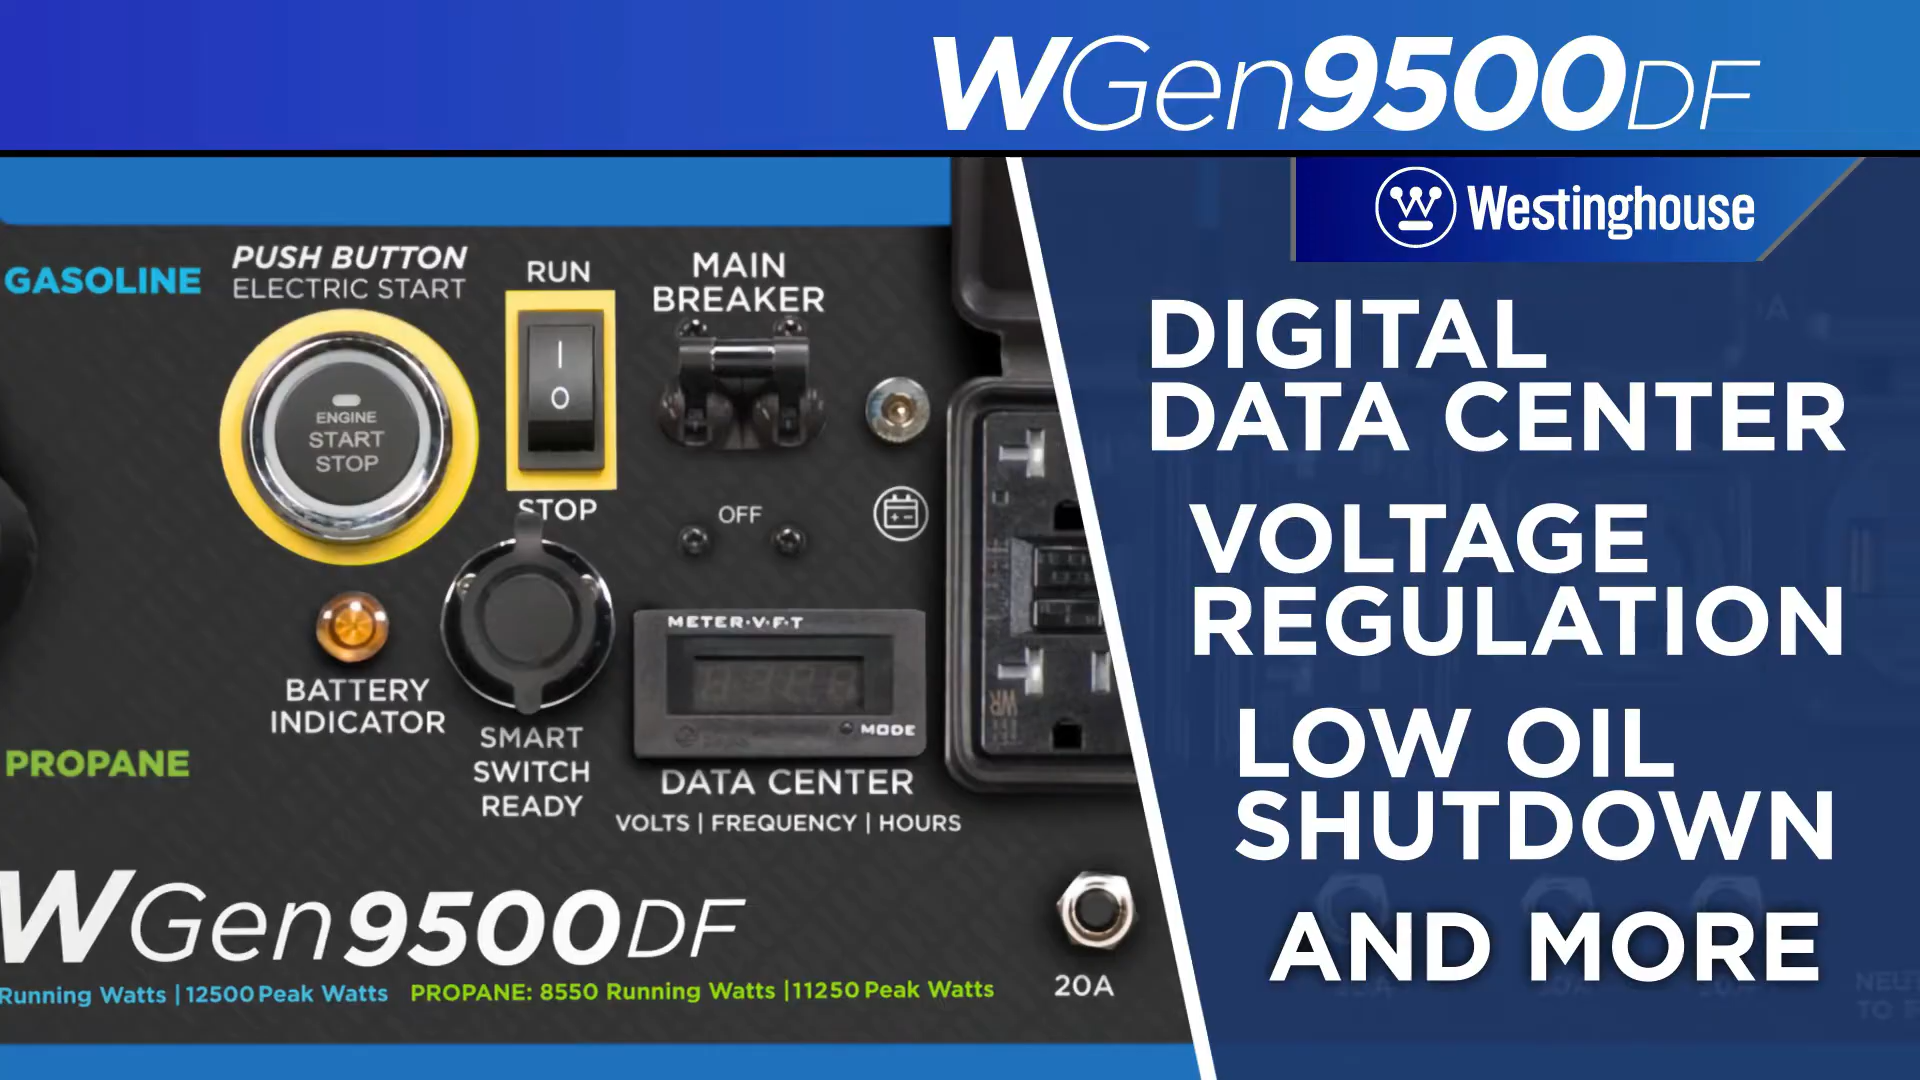 WGen9500DF
Westinghouse
GASOLINE
PUSH BUTTON
ELECTRIC START
RUN
MAIN
BREAKER
I
O
ENGINE
START
STOP
STOP
OFF
BATTERY
INDICATOR
SMART
SWITCH
READY
METER·V·F·T
MODE
DATA CENTER
VOLTS | FREQUENCY | HOURS
PROPANE
WGen9500DF
Running Watts | 12500 Peak Watts PROPANE: 8550 Running Watts | 11250 Peak Watts
20A
WR
DIGITAL
DATA CENTER
VOLTAGE
REGULATION
LOW OIL
SHUTDOWN
AND MORE